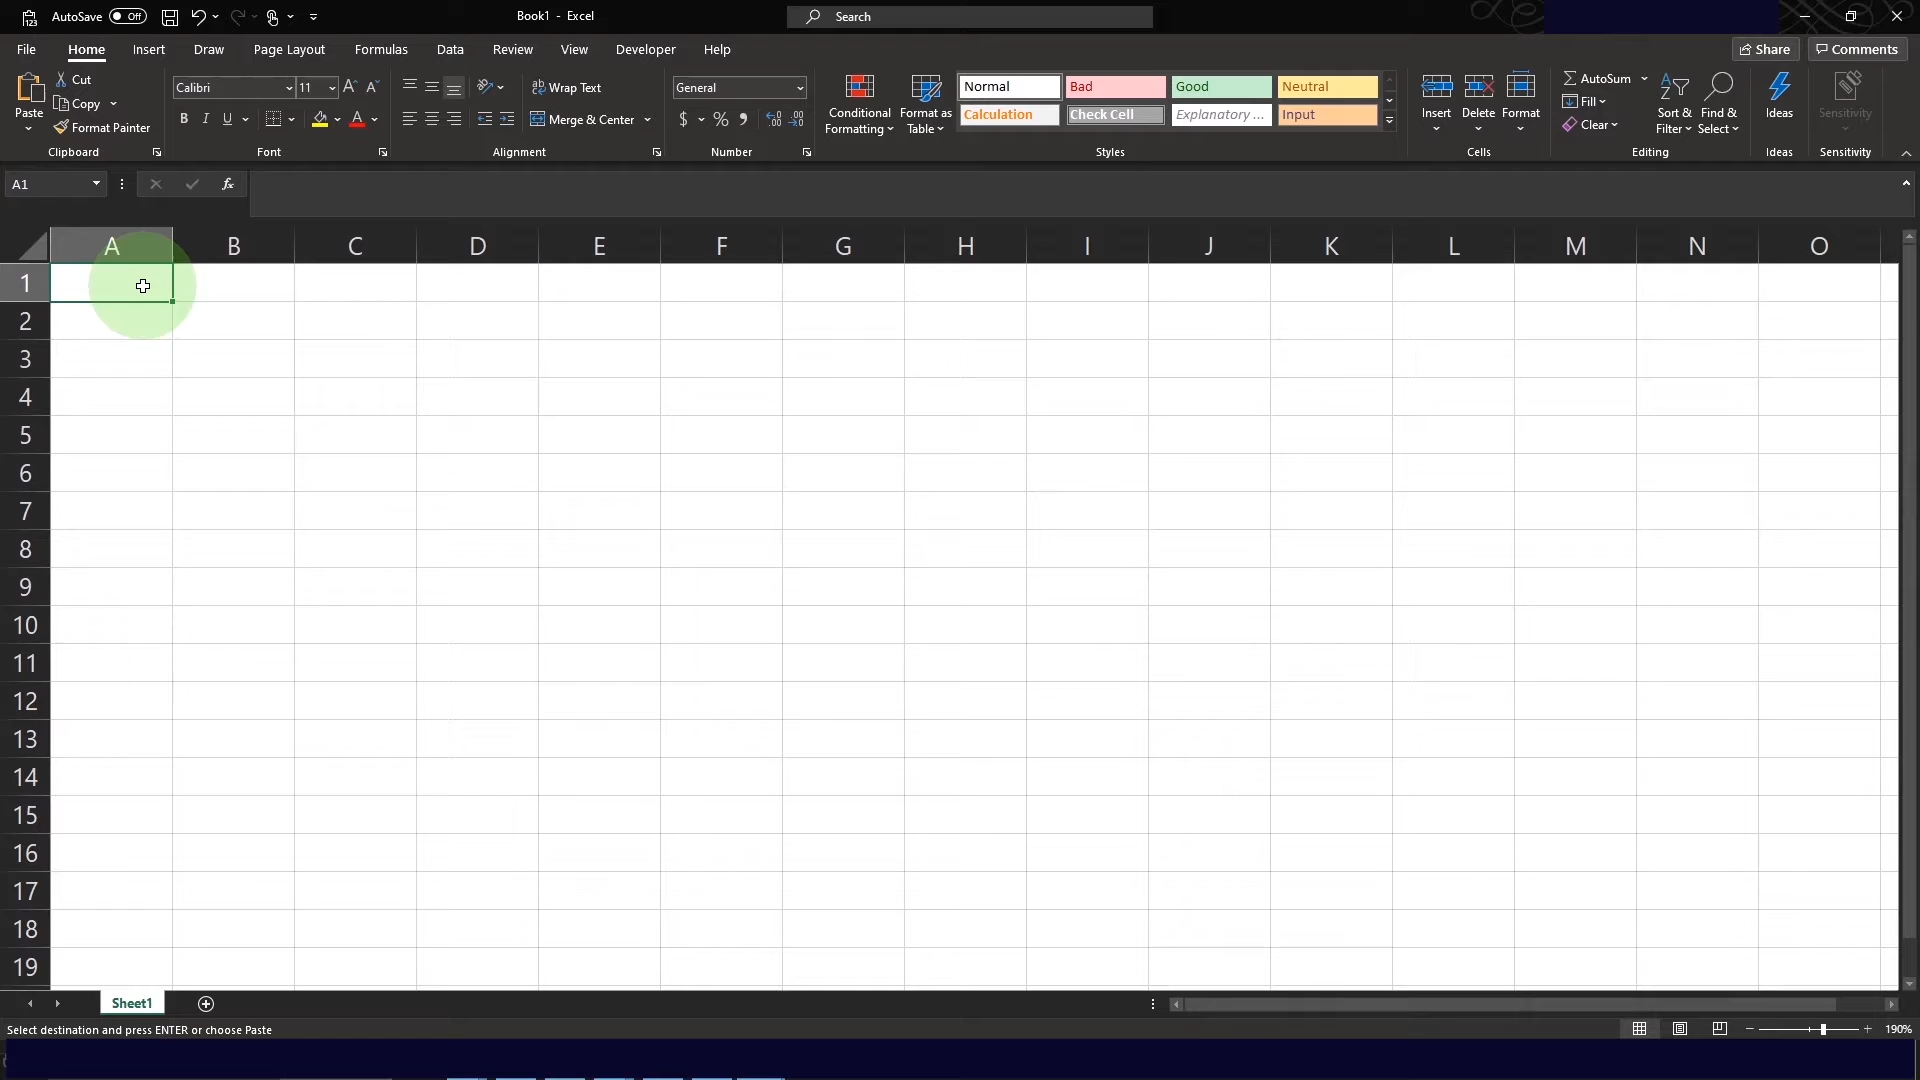 AutoSave Off Book1 - Excel Search
File Home Insert Draw Page Layout Formulas Data Review View Developer Help Share Comments
Paste Cut Copy Format Painter Clipboard
Calibri 11 B I U A Font
Wrap Text Merge & Center Alignment
General $ % Number
Conditional Formatting Format as Table
Normal Bad Good Neutral
Calculation Check Cell Explanatory ... Input
Styles
Insert Delete Format Cells
AutoSum Fill Clear Sort & Filter Find & Select Editing
Ideas Ideas
Sensitivity Sensitivity
A1 fx
A B C D E F G H I J K L M N O
1
2
3
4
5
6
7
8
9
10
11
12
13
14
15
16
17
18
19
Sheet1
Select destination and press ENTER or choose Paste 190%